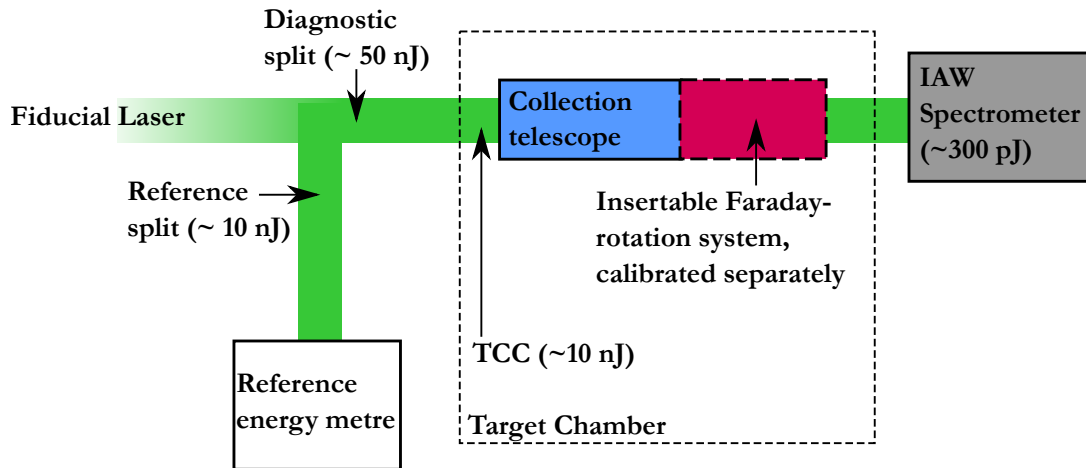 Diagnostic
split (~ 50 nJ)
Fiducial Laser
Collection
telescope
IAW
Spectrometer
(~300 pJ)
Reference
split (~ 10 nJ)
Insertable Faraday-
rotation system,
calibrated separately
TCC (~10 nJ)
Reference
energy metre
Target Chamber